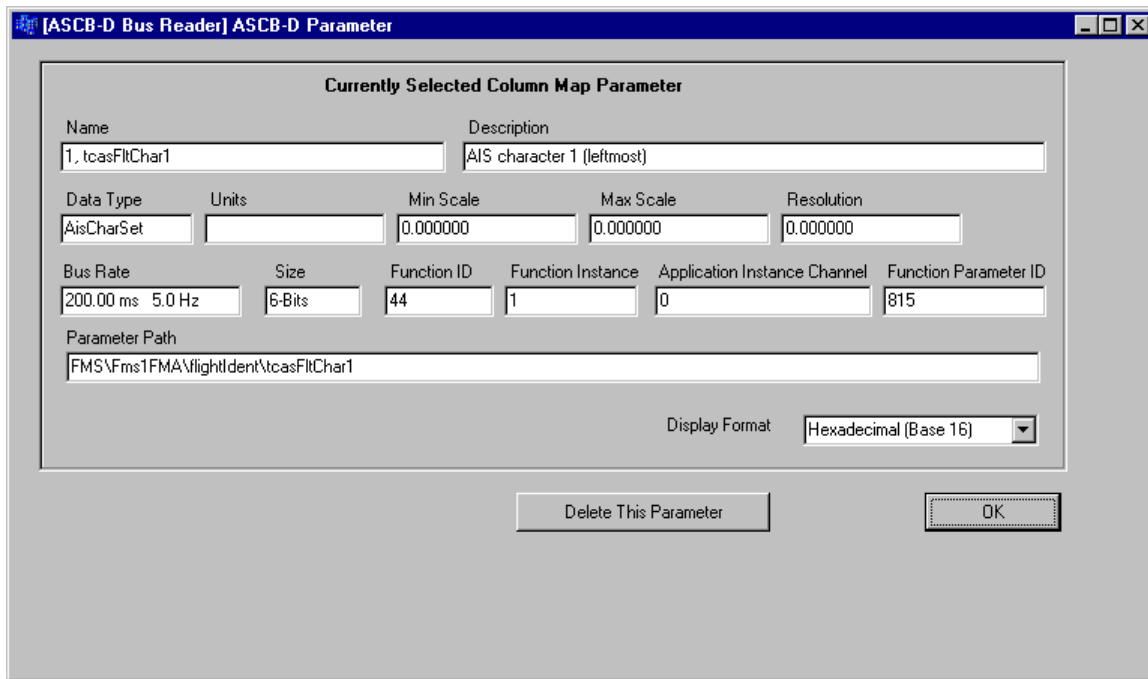 [ASCB-D Bus Reader] ASCB-D Parameter
Currently Selected Column Map Parameter
Name Description
1, tcasFltChar1 AIS character 1 (leftmost)
Data Type Units Min Scale Max Scale Resolution
AisCharSet 0.000000 0.000000 0.000000
Bus Rate Size Function ID Function Instance Application Instance Channel Function Parameter ID
200.00 ms 5.0 Hz 6-Bits 44 1 0 815
Parameter Path
FMS\Fms1FMA\flightIdent\tcasFltChar1
Display Format Hexadecimal (Base 16)
Delete This Parameter OK